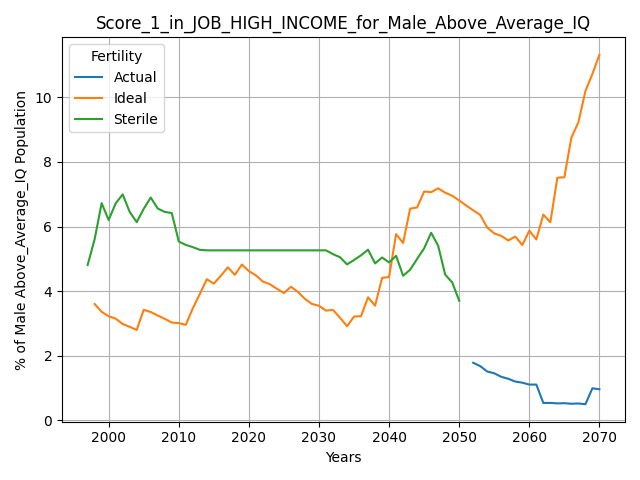 Score_1_in_JOB_HIGH_INCOME_for_Male_Above_Average_IQ
Fertility
Actual
Ideal
Sterile
% of Male Above_Average_IQ Population
10
8
6
4
2
0
2000 2010 2020 2030 2040 2050 2060 2070
Years